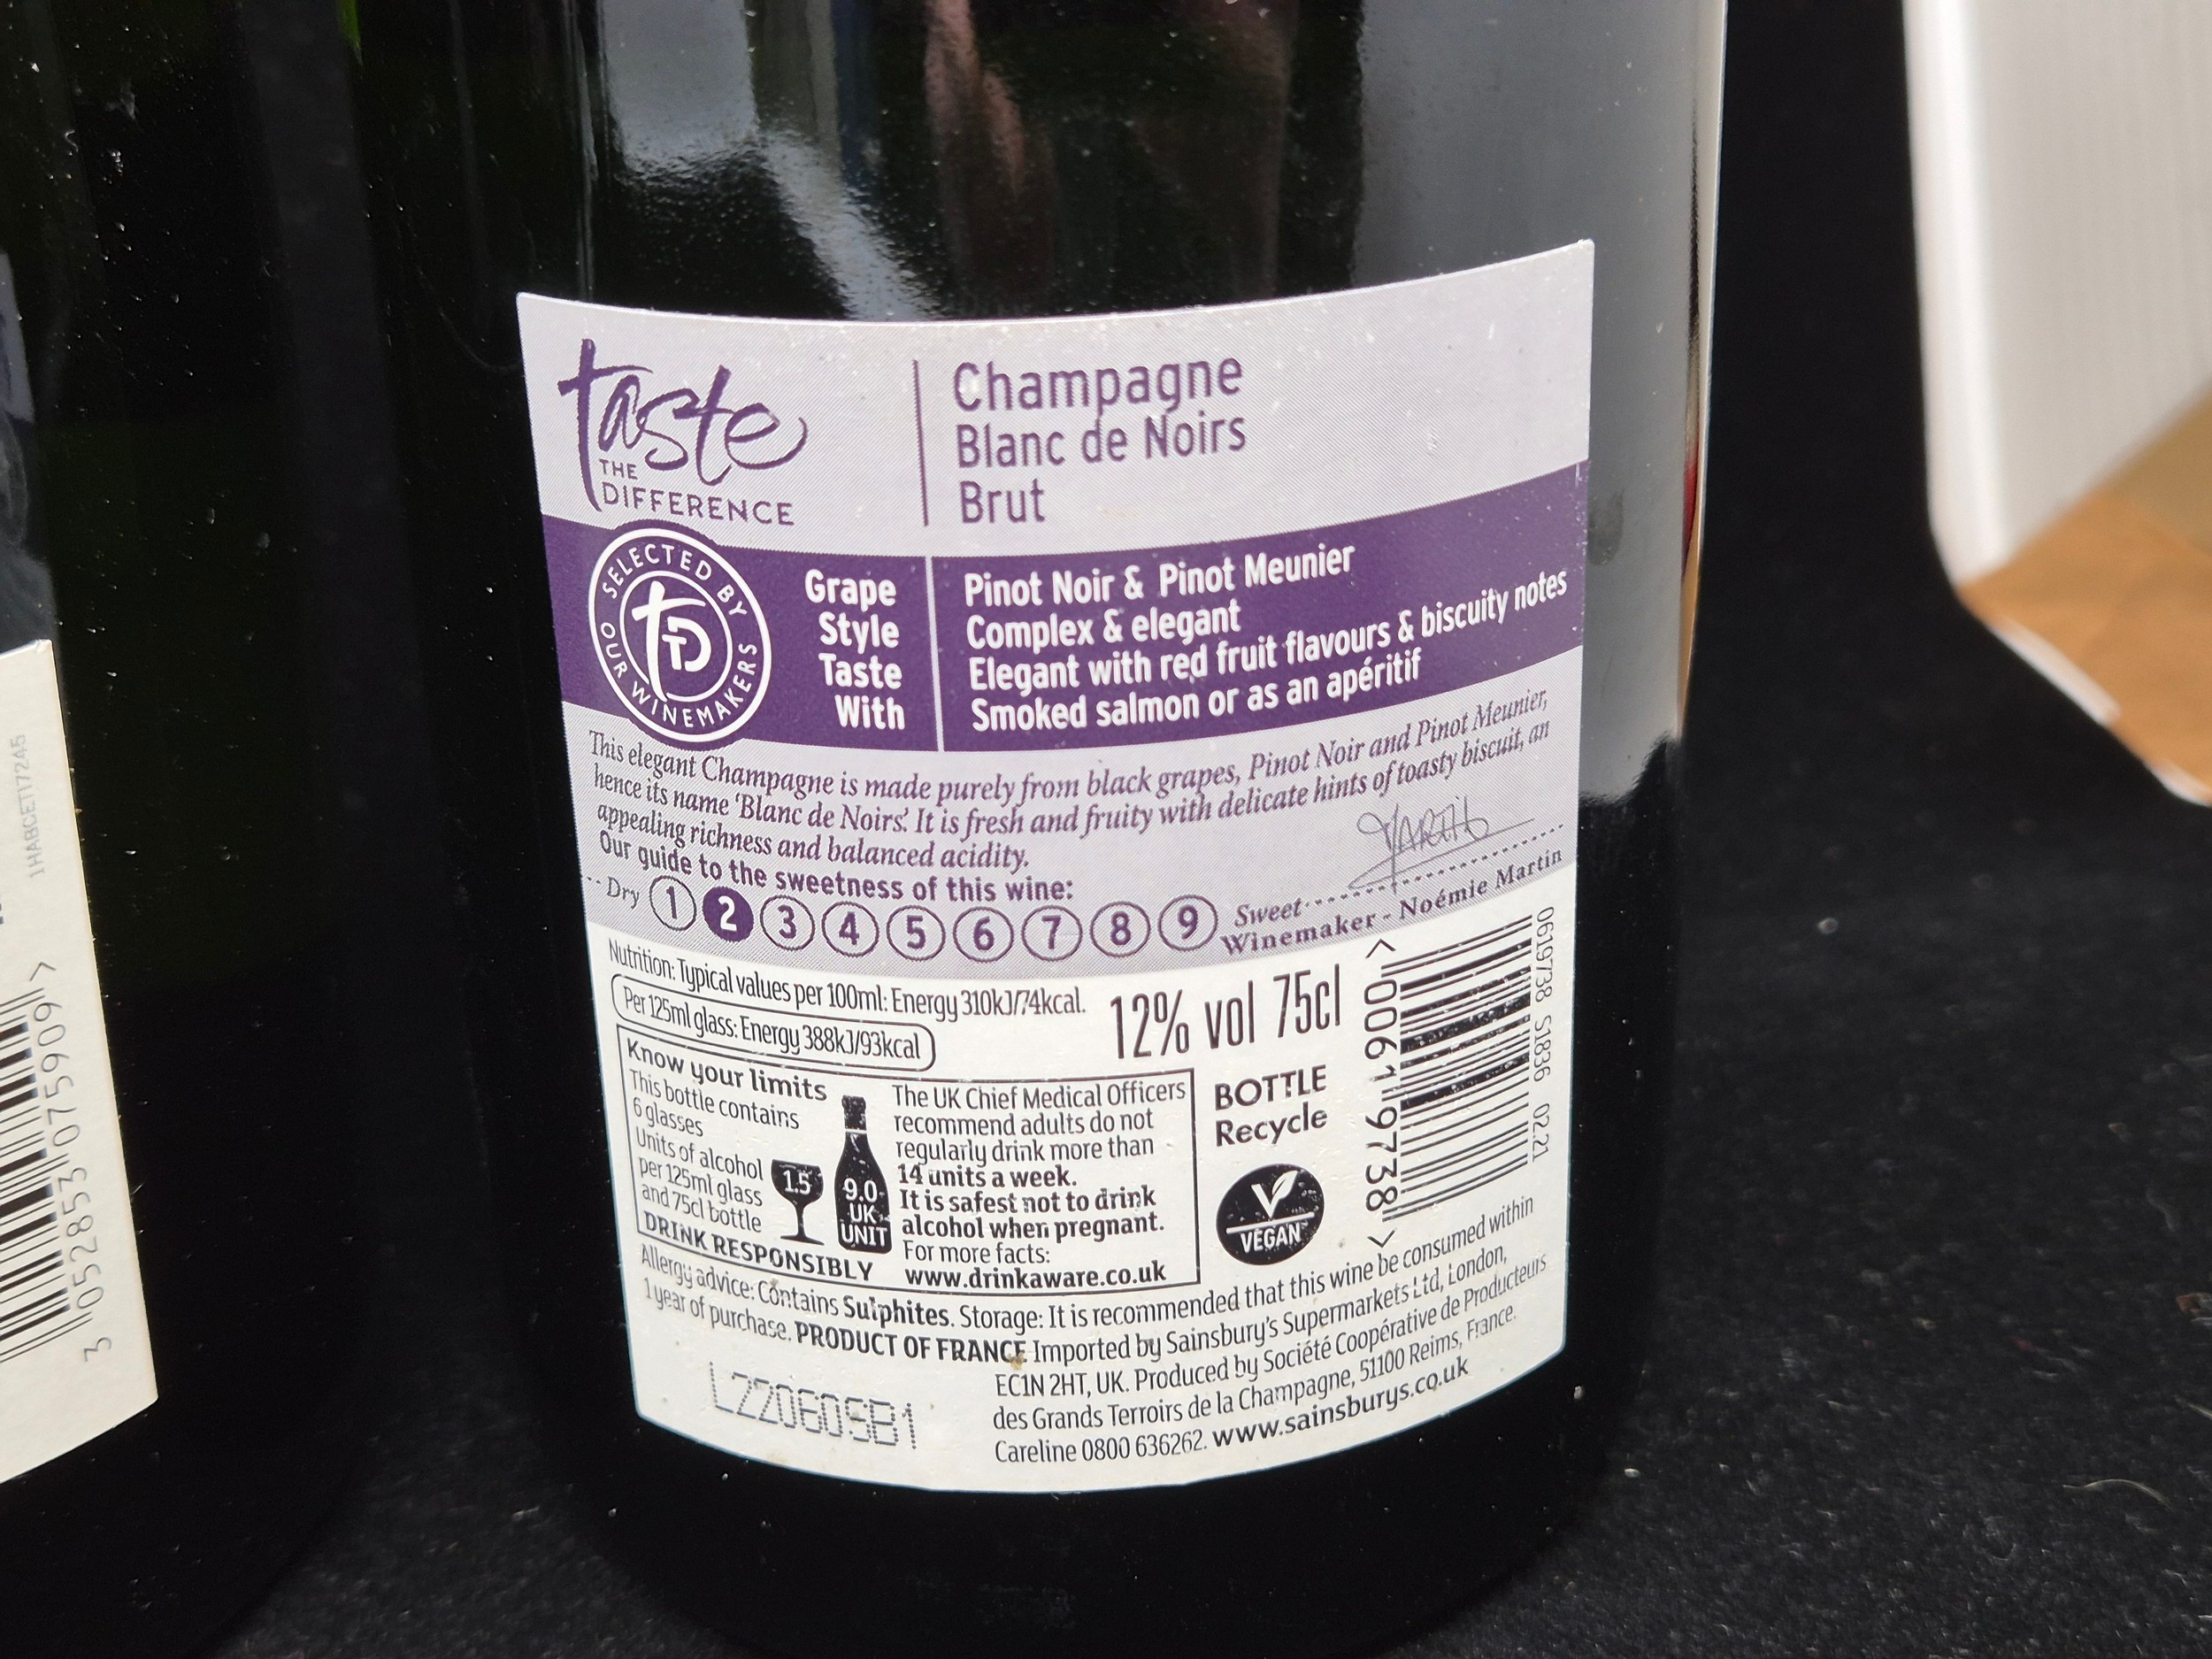 taste
THE
DIFFERENCE
Champagne
Blanc de Noirs
Brut
SELECTED BY
OUR WINEMAKERS
TD
Grape Pinot Noir & Pinot Meunier
Style Complex & elegant
Taste Elegant with red fruit flavours & biscuity notes
With Smoked salmon or as an apéritif
This elegant Champagne is made purely from black grapes, Pinot Noir and Pinot Meunier,
hence its name 'Blanc de Noirs'. It is fresh and fruity with delicate hints of toasty biscuit, an
appealing richness and balanced acidity.
Our guide to the sweetness of this wine:
Dry 1 2 3 4 5 6 7 8 9 Sweet
Winemaker - Noémie Martin
Nutrition: Typical values per 100ml: Energy 310kJ/74kcal.
Per 125ml glass: Energy 388kJ/93kcal
12% vol 75cl
Know your limits
This bottle contains
6 glasses
Units of alcohol
per 125ml glass
and 75cl bottle
DRINK RESPONSIBLY
1.5
9.0
UK
UNIT
The UK Chief Medical Officers
recommend adults do not
regularly drink more than
14 units a week.
It is safest not to drink
alcohol when pregnant.
For more facts:
www.drinkaware.co.uk
BOTTLE
Recycle
VEGAN
< 00619738 >
0619738 S1836 02.21
Allergy advice: Contains Sulphites. Storage: It is recommended that this wine be consumed within
1 year of purchase. PRODUCT OF FRANCE Imported by Sainsbury's Supermarkets Ltd, London,
EC1N 2HT, UK. Produced by Société Coopérative de Producteurs
des Grands Terroirs de la Champagne, 51100 Reims, France.
Careline 0800 636262. www.sainsburys.co.uk
L220605B1
1HABCET17245
3 052853 075909 >